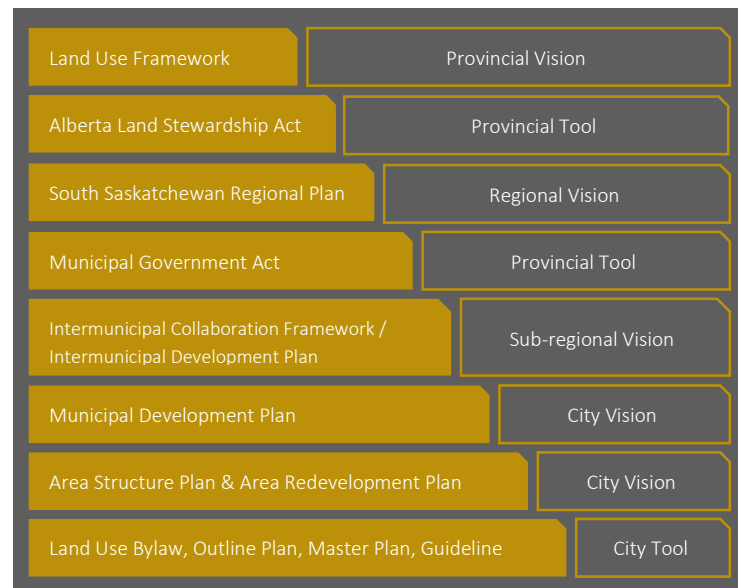 Land Use Framework
Provincial Vision
Alberta Land Stewardship Act
Provincial Tool
South Saskatchewan Regional Plan
Regional Vision
Municipal Government Act
Provincial Tool
Intermunicipal Collaboration Framework /
Intermunicipal Development Plan
Sub-regional Vision
Municipal Development Plan
City Vision
Area Structure Plan & Area Redevelopment Plan
City Vision
Land Use Bylaw, Outline Plan, Master Plan, Guideline
City Tool